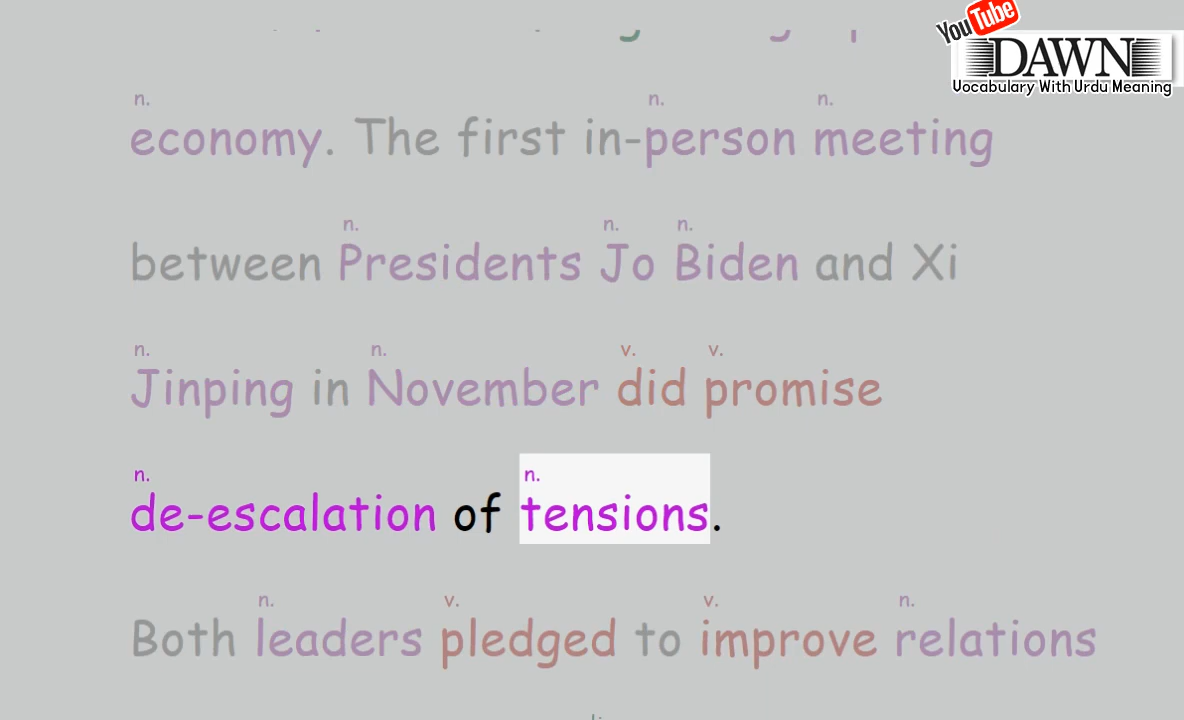 YouTube
DAWN
Vocabulary With Urdu Meaning
n. n. n.
economy. The first in-person meeting
n. n. n.
between Presidents Jo Biden and Xi
n. n. v. v.
Jinping in November did promise
n. n.
de-escalation of tensions.
n. v. v. n.
Both leaders pledged to improve relations